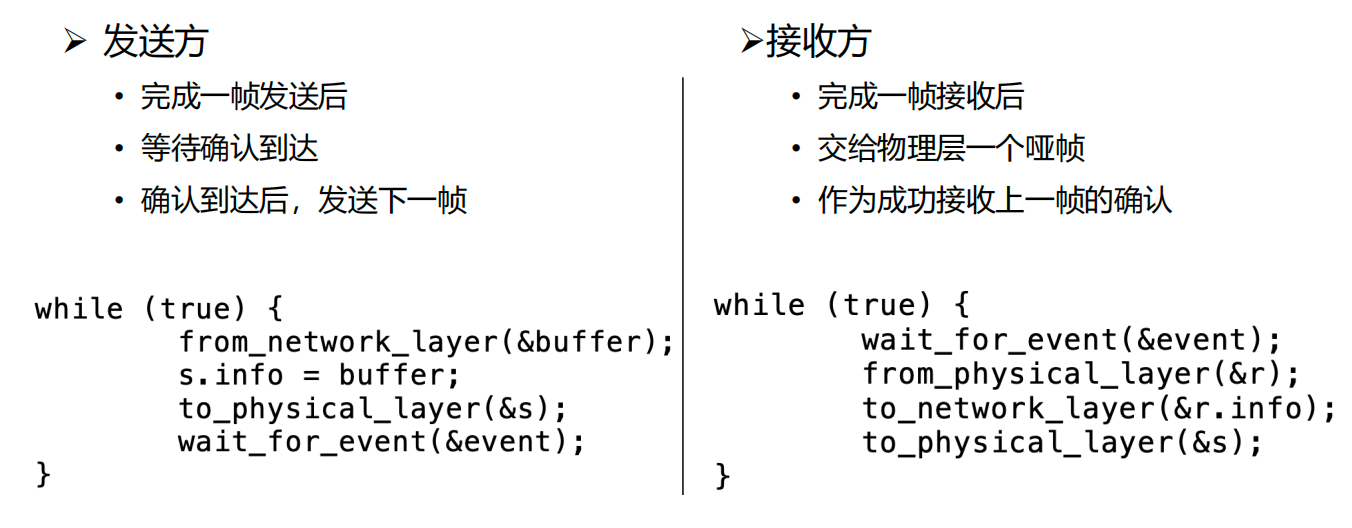 ➢ 发送方
• 完成一帧发送后
• 等待确认到达
• 确认到达后，发送下一帧
while (true) {
from_network_layer(&buffer);
s.info = buffer;
to_physical_layer(&s);
wait_for_event(&event);
}
➢接收方
• 完成一帧接收后
• 交给物理层一个哑帧
• 作为成功接收上一帧的确认
while (true) {
wait_for_event(&event);
from_physical_layer(&r);
to_network_layer(&r.info);
to_physical_layer(&s);
}